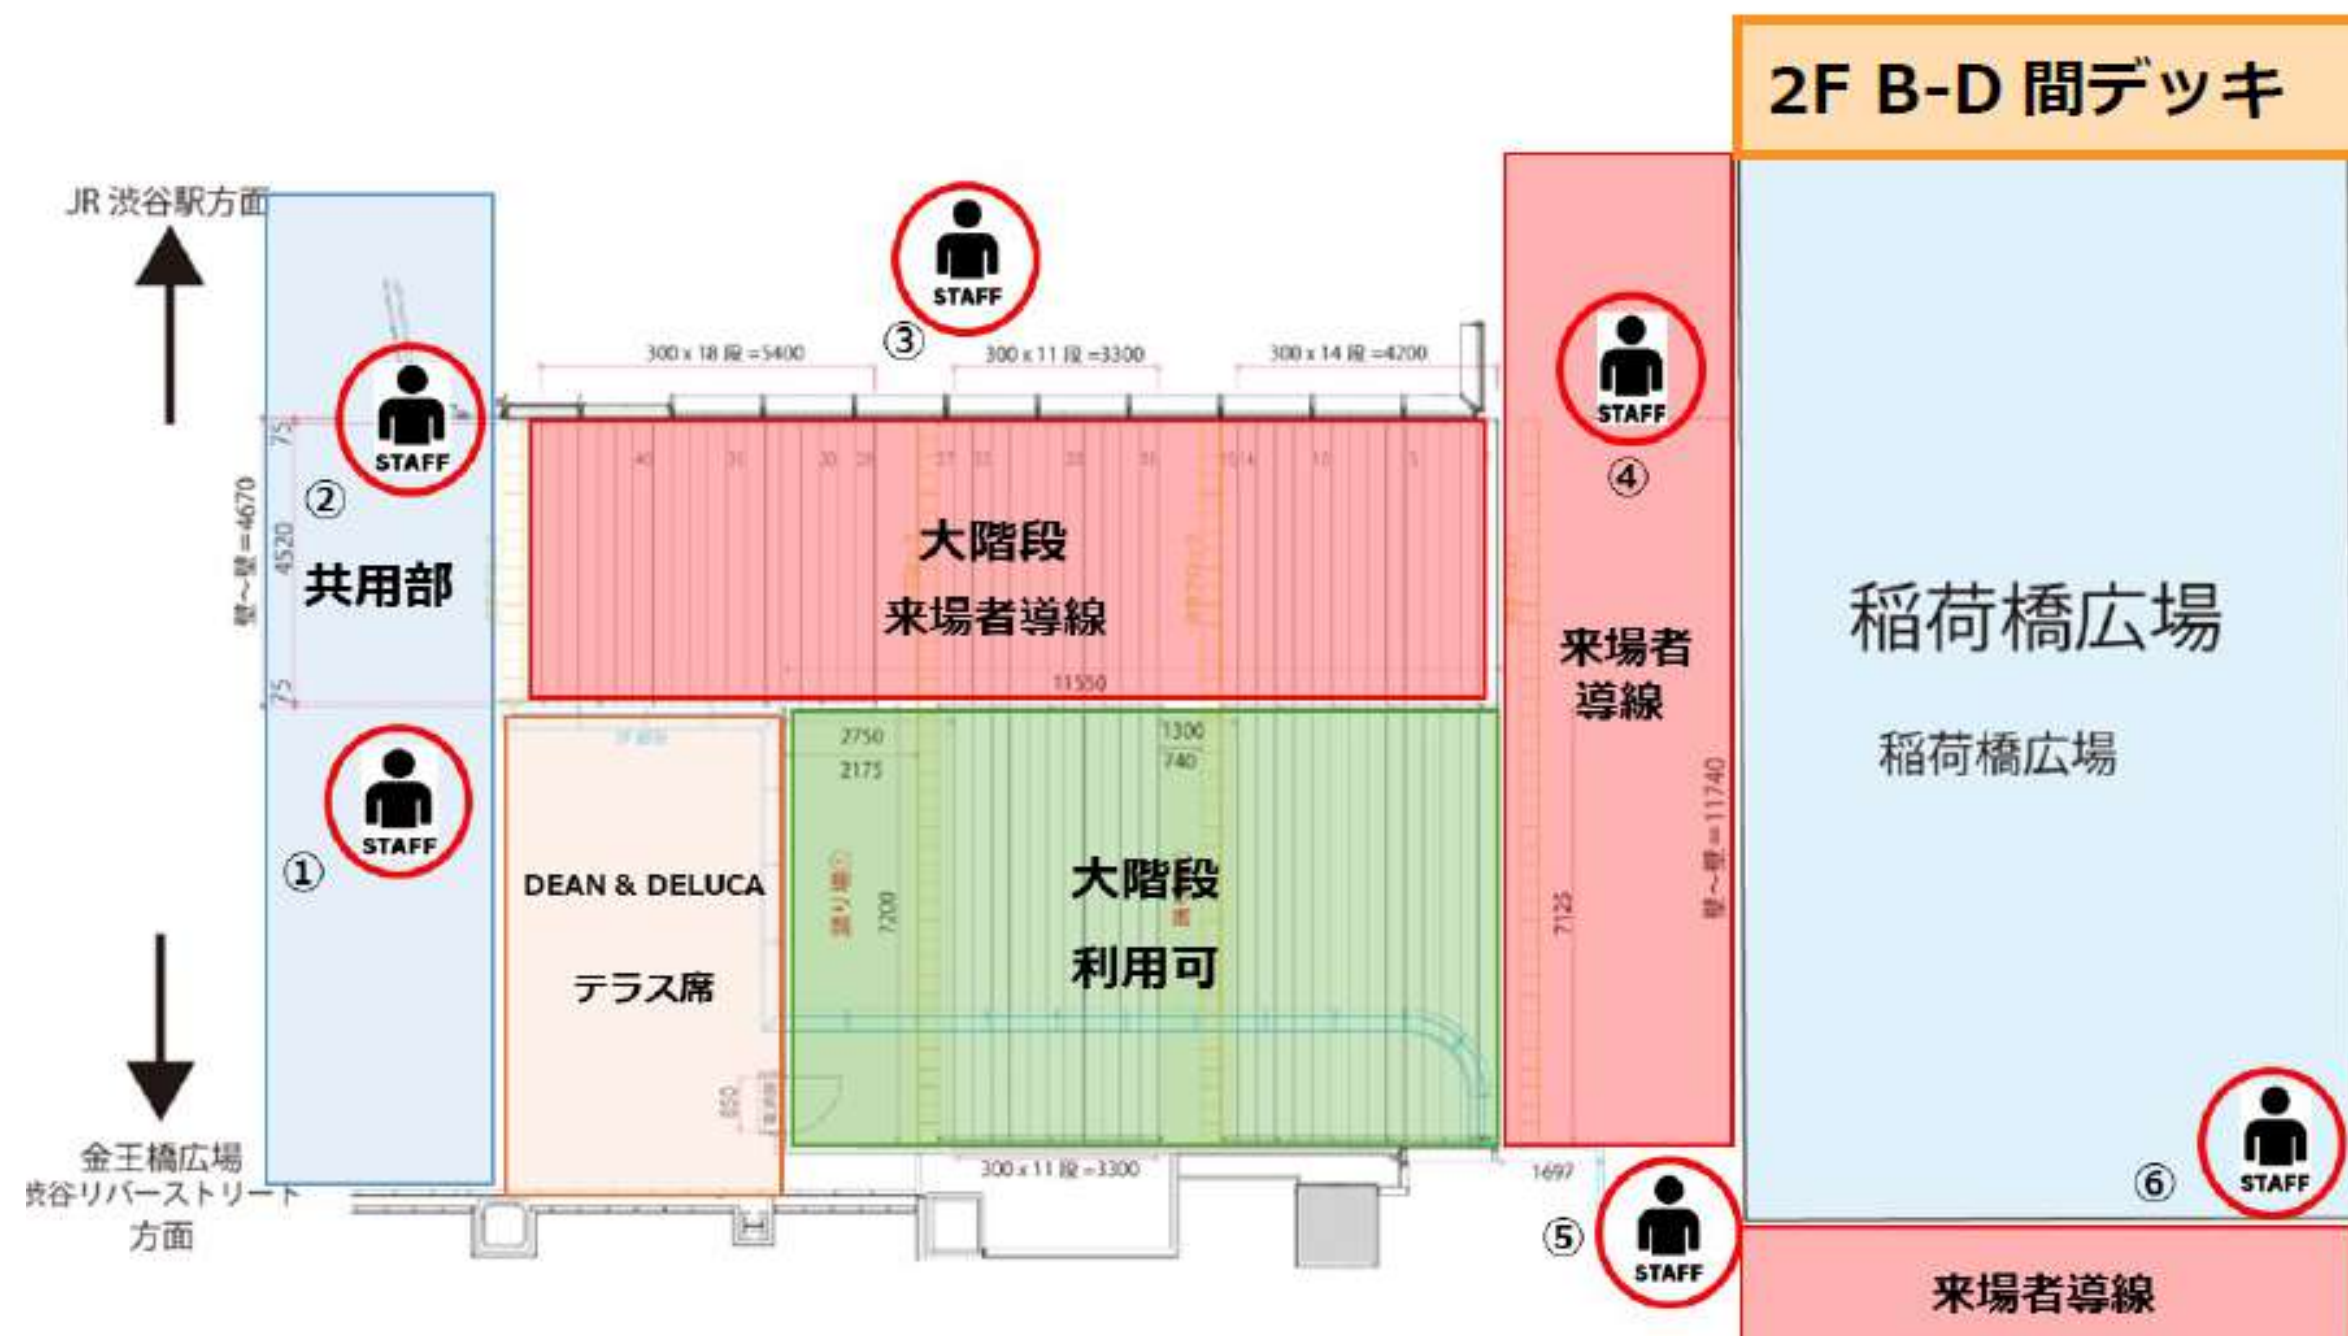 2F B-D 間デッキ
JR 渋谷駅方面
STAFF
③
300 x 18 段 =5400
300 x 11 段 =3300
300 x 14 段 =4200
STAFF
④
STAFF
②
75
4520
75
壁～壁=4670
共用部
大階段
来場者導線
11550
来場者
導線
稲荷橋広場
稲荷橋広場
STAFF
①
DEAN & DELUCA
テラス席
2750
2175
1300
740
7200
大階段
利用可
7125
壁～壁=11740
850
300 x 11 段 =3300
1697
金王橋広場
渋谷リバーストリート
方面
⑤
STAFF
⑥
STAFF
来場者導線